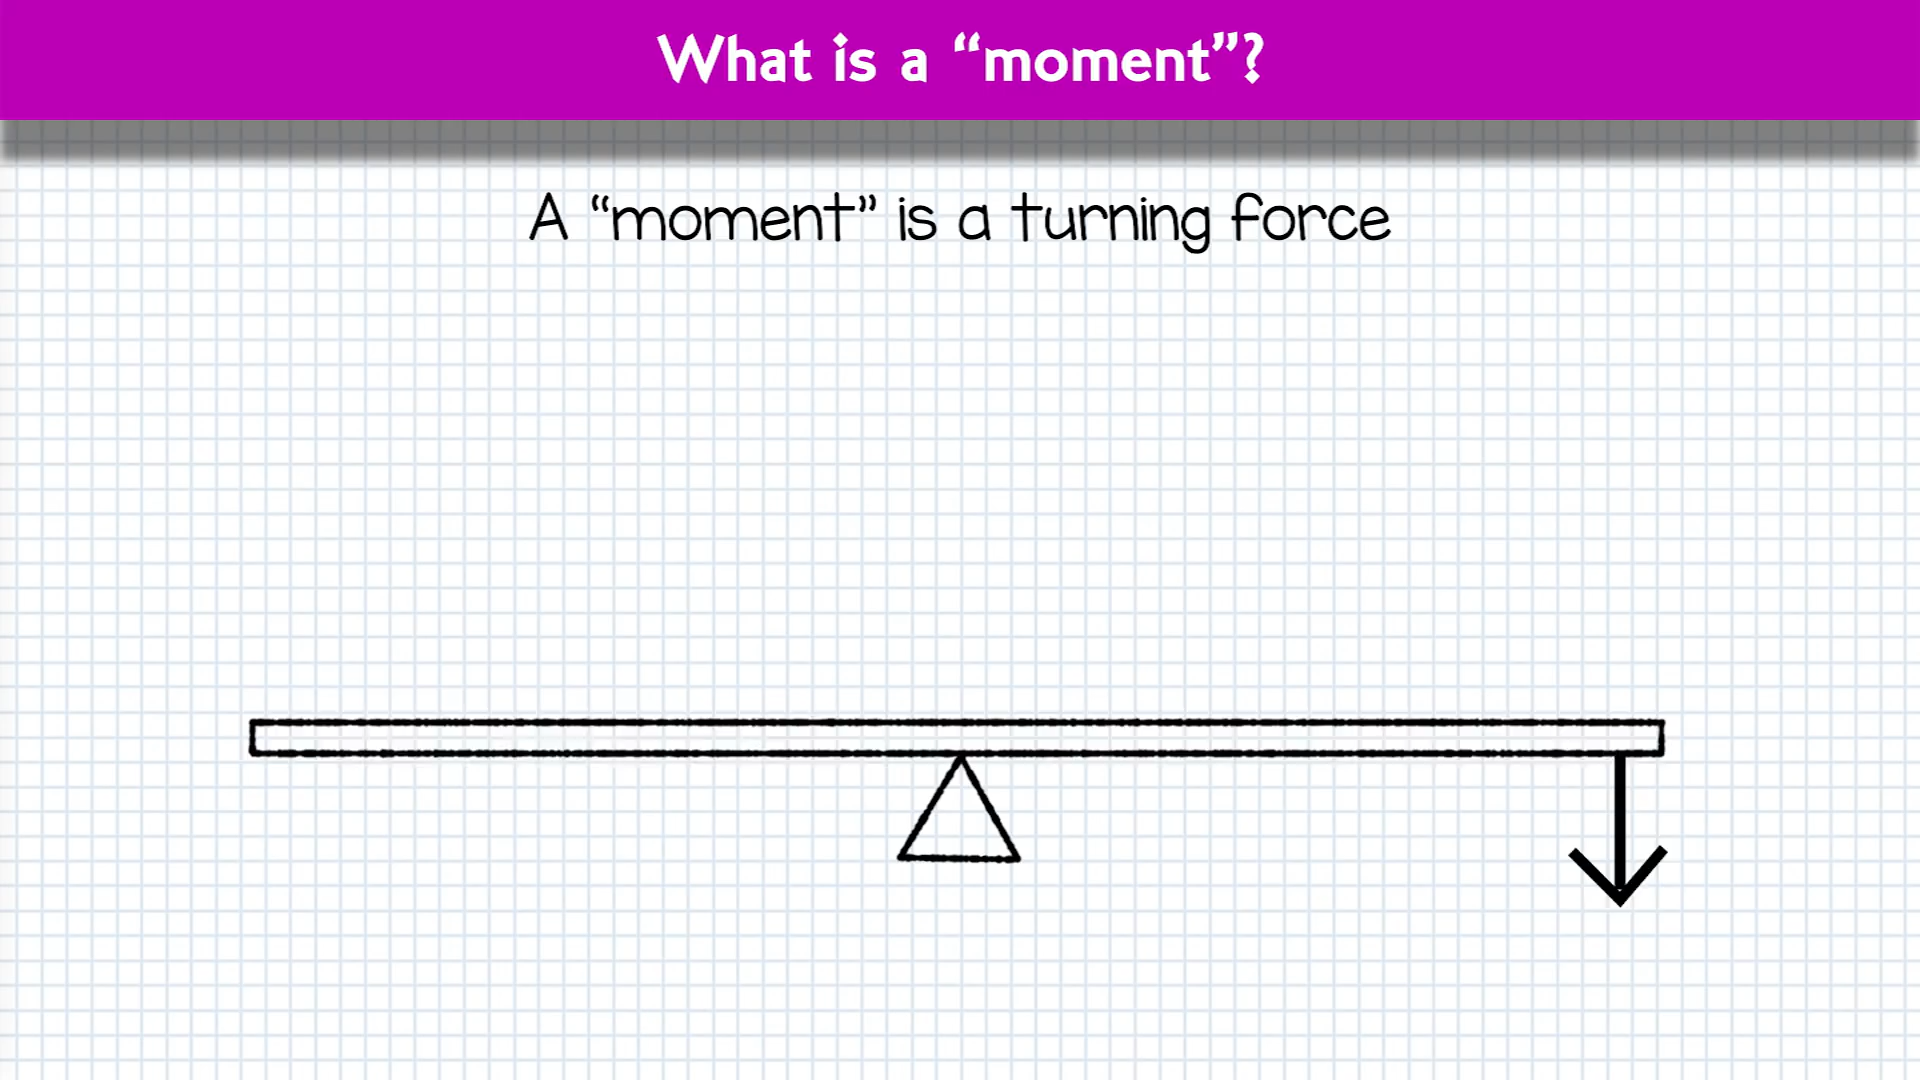 What is a “moment”?
A “moment” is a turning force